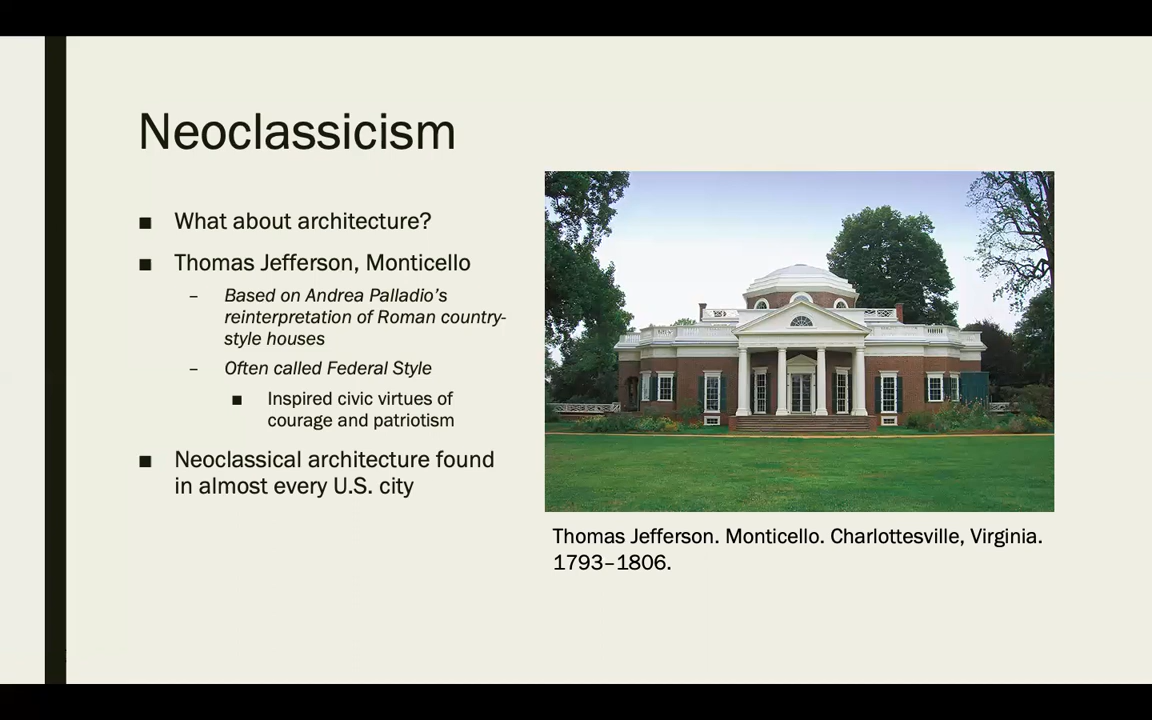 Neoclassicism
■ What about architecture?
■ Thomas Jefferson, Monticello
– Based on Andrea Palladio's
reinterpretation of Roman country-
style houses
– Often called Federal Style
■ Inspired civic virtues of
courage and patriotism
■ Neoclassical architecture found
in almost every U.S. city
Thomas Jefferson. Monticello. Charlottesville, Virginia.
1793–1806.